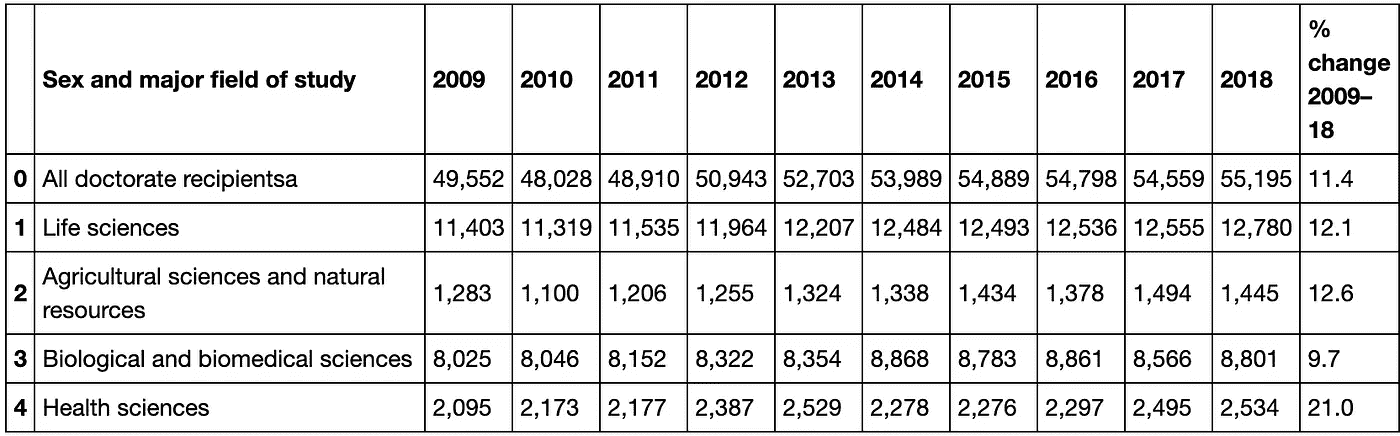 Sex and major field of study 2009 2010 2011 2012 2013 2014 2015 2016 2017 2018 % change 2009–18
0 All doctorate recipientsa 49,552 48,028 48,910 50,943 52,703 53,989 54,889 54,798 54,559 55,195 11.4
1 Life sciences 11,403 11,319 11,535 11,964 12,207 12,484 12,493 12,536 12,555 12,780 12.1
2 Agricultural sciences and natural resources 1,283 1,100 1,206 1,255 1,324 1,338 1,434 1,378 1,494 1,445 12.6
3 Biological and biomedical sciences 8,025 8,046 8,152 8,322 8,354 8,868 8,783 8,861 8,566 8,801 9.7
4 Health sciences 2,095 2,173 2,177 2,387 2,529 2,278 2,276 2,297 2,495 2,534 21.0